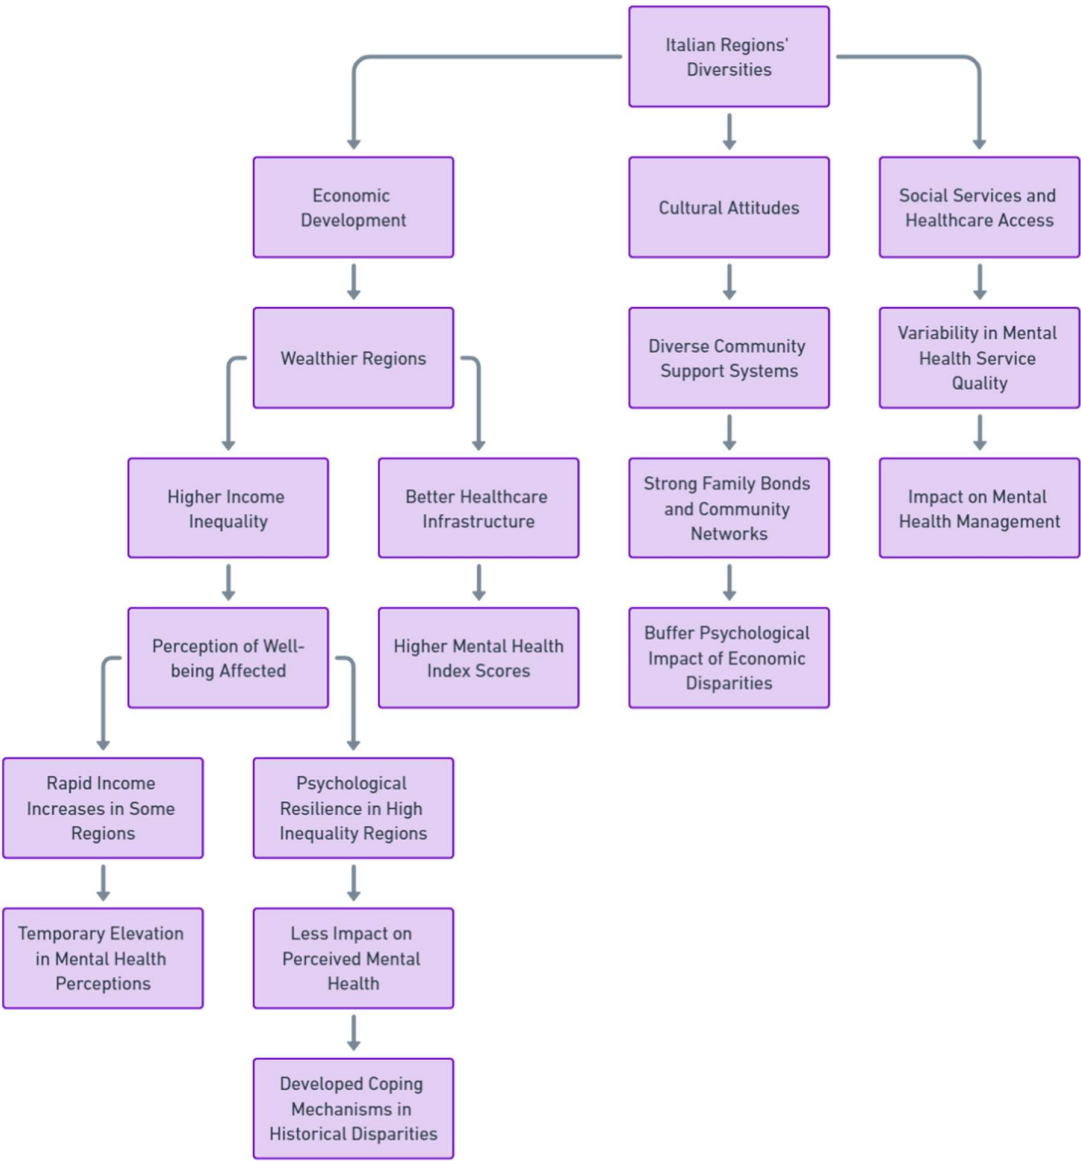 Italian Regions'
Diversities
Economic
Development
Cultural Attitudes
Social Services and
Healthcare Access
Wealthier Regions
Diverse Community
Support Systems
Variability in Mental
Health Service
Quality
Higher Income
Inequality
Better Healthcare
Infrastructure
Strong Family Bonds
and Community
Networks
Impact on Mental
Health Management
Perception of Well-
being Affected
Higher Mental Health
Index Scores
Buffer Psychological
Impact of Economic
Disparities
Rapid Income
Increases in Some
Regions
Psychological
Resilience in High
Inequality Regions
Temporary Elevation
in Mental Health
Perceptions
Less Impact on
Perceived Mental
Health
Developed Coping
Mechanisms in
Historical Disparities